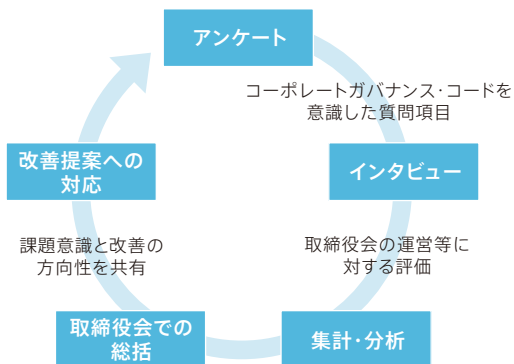 アンケート
コーポレートガバナンス・コードを
意識した質問項目
インタビュー
取締役会の運営等に
対する評価
集計・分析
取締役会での
総括
課題意識と改善の
方向性を共有
改善提案への
対応